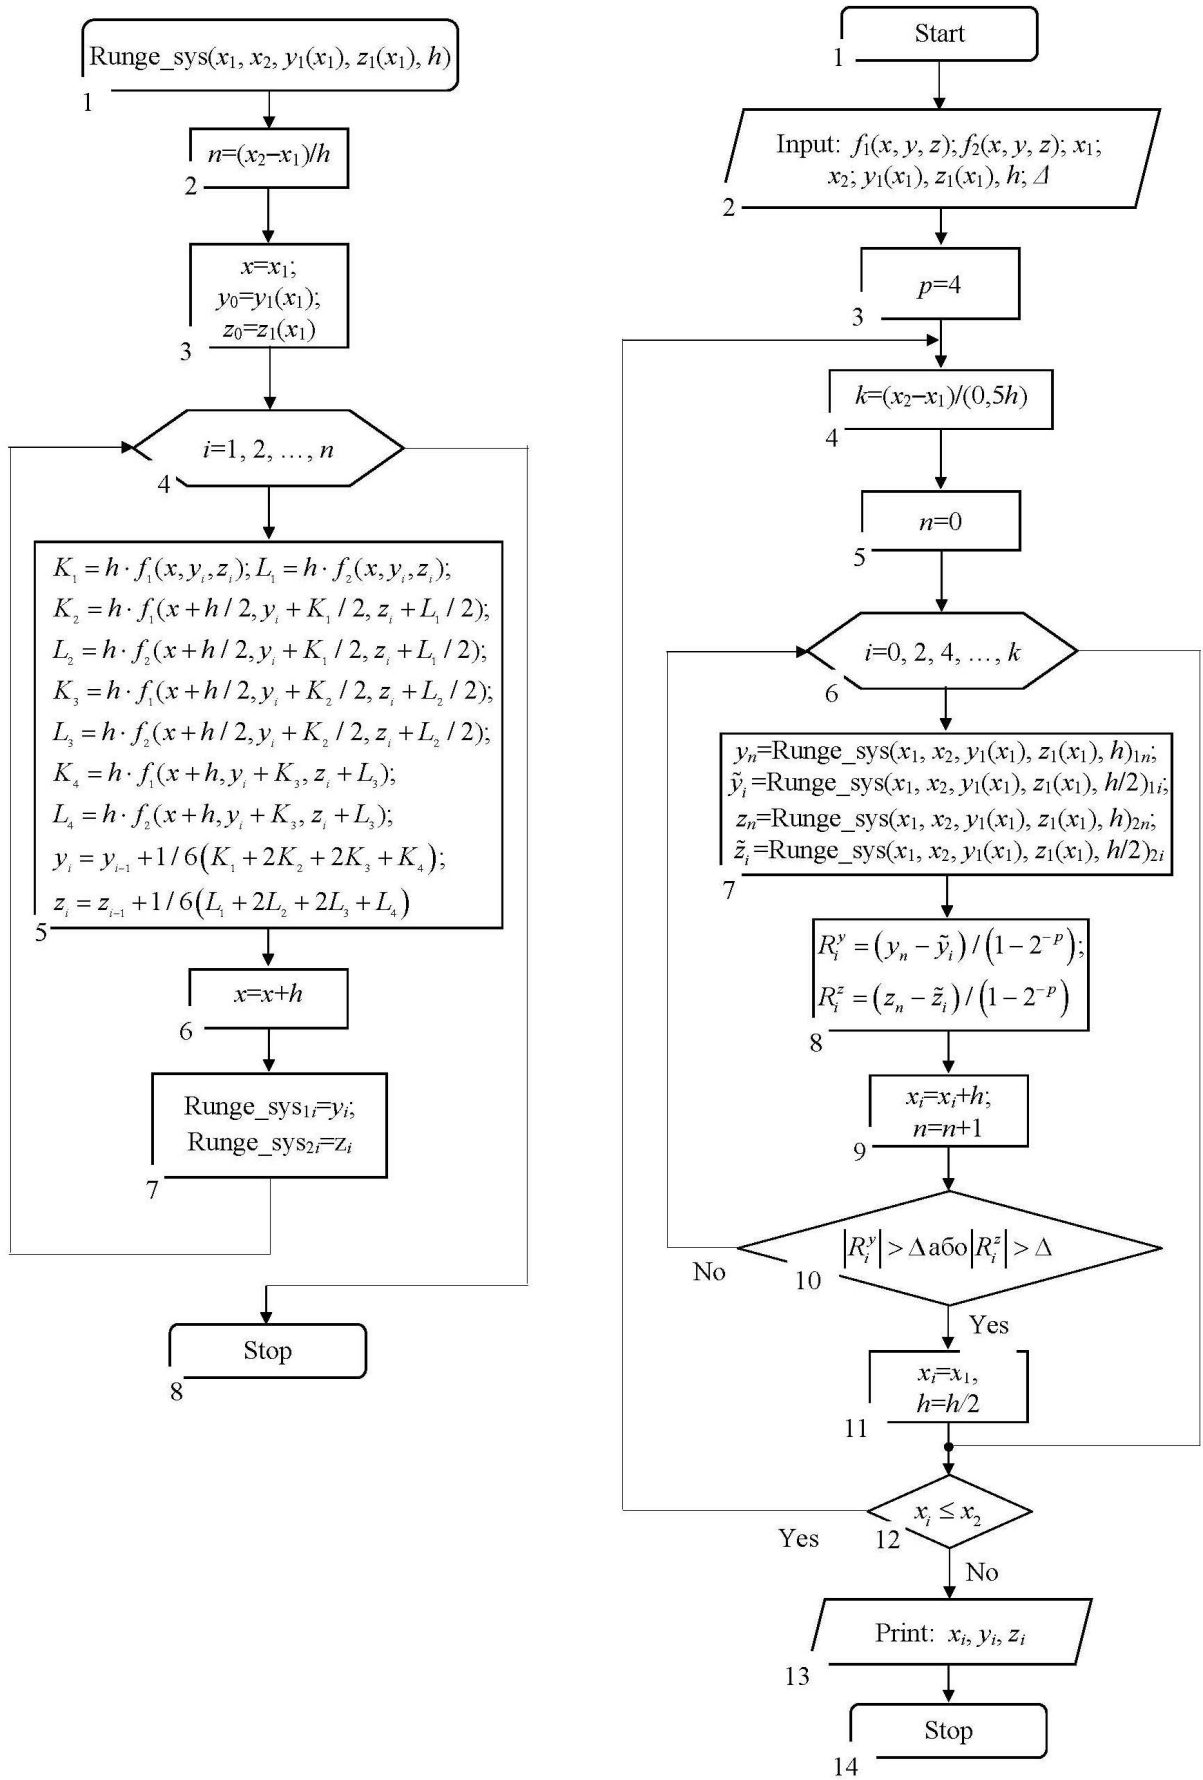 Runge_sys(x₁, x₂, y₁(x₁), z₁(x₁), h)
1
n=(x₂–x₁)/h
2
x=x₁;
y₀=y₁(x₁);
z₀=z₁(x₁)
3
i=1, 2, …, n
4
K₁ = h · f₁(x, yᵢ, zᵢ); L₁ = h · f₂(x, yᵢ, zᵢ);
K₂ = h · f₁(x + h / 2, yᵢ + K₁ / 2, zᵢ + L₁ / 2);
L₂ = h · f₂(x + h / 2, yᵢ + K₁ / 2, zᵢ + L₁ / 2);
K₃ = h · f₁(x + h / 2, yᵢ + K₂ / 2, zᵢ + L₂ / 2);
L₃ = h · f₂(x + h / 2, yᵢ + K₂ / 2, zᵢ + L₂ / 2);
K₄ = h · f₁(x + h, yᵢ + K₃, zᵢ + L₃);
L₄ = h · f₂(x + h, yᵢ + K₃, zᵢ + L₃);
yᵢ = yᵢ₋₁ + 1 / 6(K₁ + 2K₂ + 2K₃ + K₄);
zᵢ = zᵢ₋₁ + 1 / 6(L₁ + 2L₂ + 2L₃ + L₄)
5
x=x+h
6
Runge_sys₁ᵢ=yᵢ;
Runge_sys₂ᵢ=zᵢ
7
Stop
8
Start
1
Input: f₁(x, y, z); f₂(x, y, z); x₁;
x₂; y₁(x₁), z₁(x₁), h; Δ
2
p=4
3
k=(x₂–x₁)/(0,5h)
4
n=0
5
i=0, 2, 4, …, k
6
yₙ=Runge_sys(x₁, x₂, y₁(x₁), z₁(x₁), h)₁ₙ;
ỹᵢ=Runge_sys(x₁, x₂, y₁(x₁), z₁(x₁), h/2)₁ᵢ;
zₙ=Runge_sys(x₁, x₂, y₁(x₁), z₁(x₁), h)₂ₙ;
z̃ᵢ=Runge_sys(x₁, x₂, y₁(x₁), z₁(x₁), h/2)₂ᵢ
7
Rᵢʸ = (yₙ − ỹᵢ) / (1 − 2⁻ᵖ);
Rᵢᶻ = (zₙ − z̃ᵢ) / (1 − 2⁻ᵖ)
8
xᵢ=xᵢ+h;
n=n+1
9
|Rᵢʸ| > Δ або |Rᵢᶻ| > Δ
10
No
Yes
xᵢ=x₁,
h=h/2
11
xᵢ ≤ x₂
12
Yes
No
Print: xᵢ, yᵢ, zᵢ
13
Stop
14